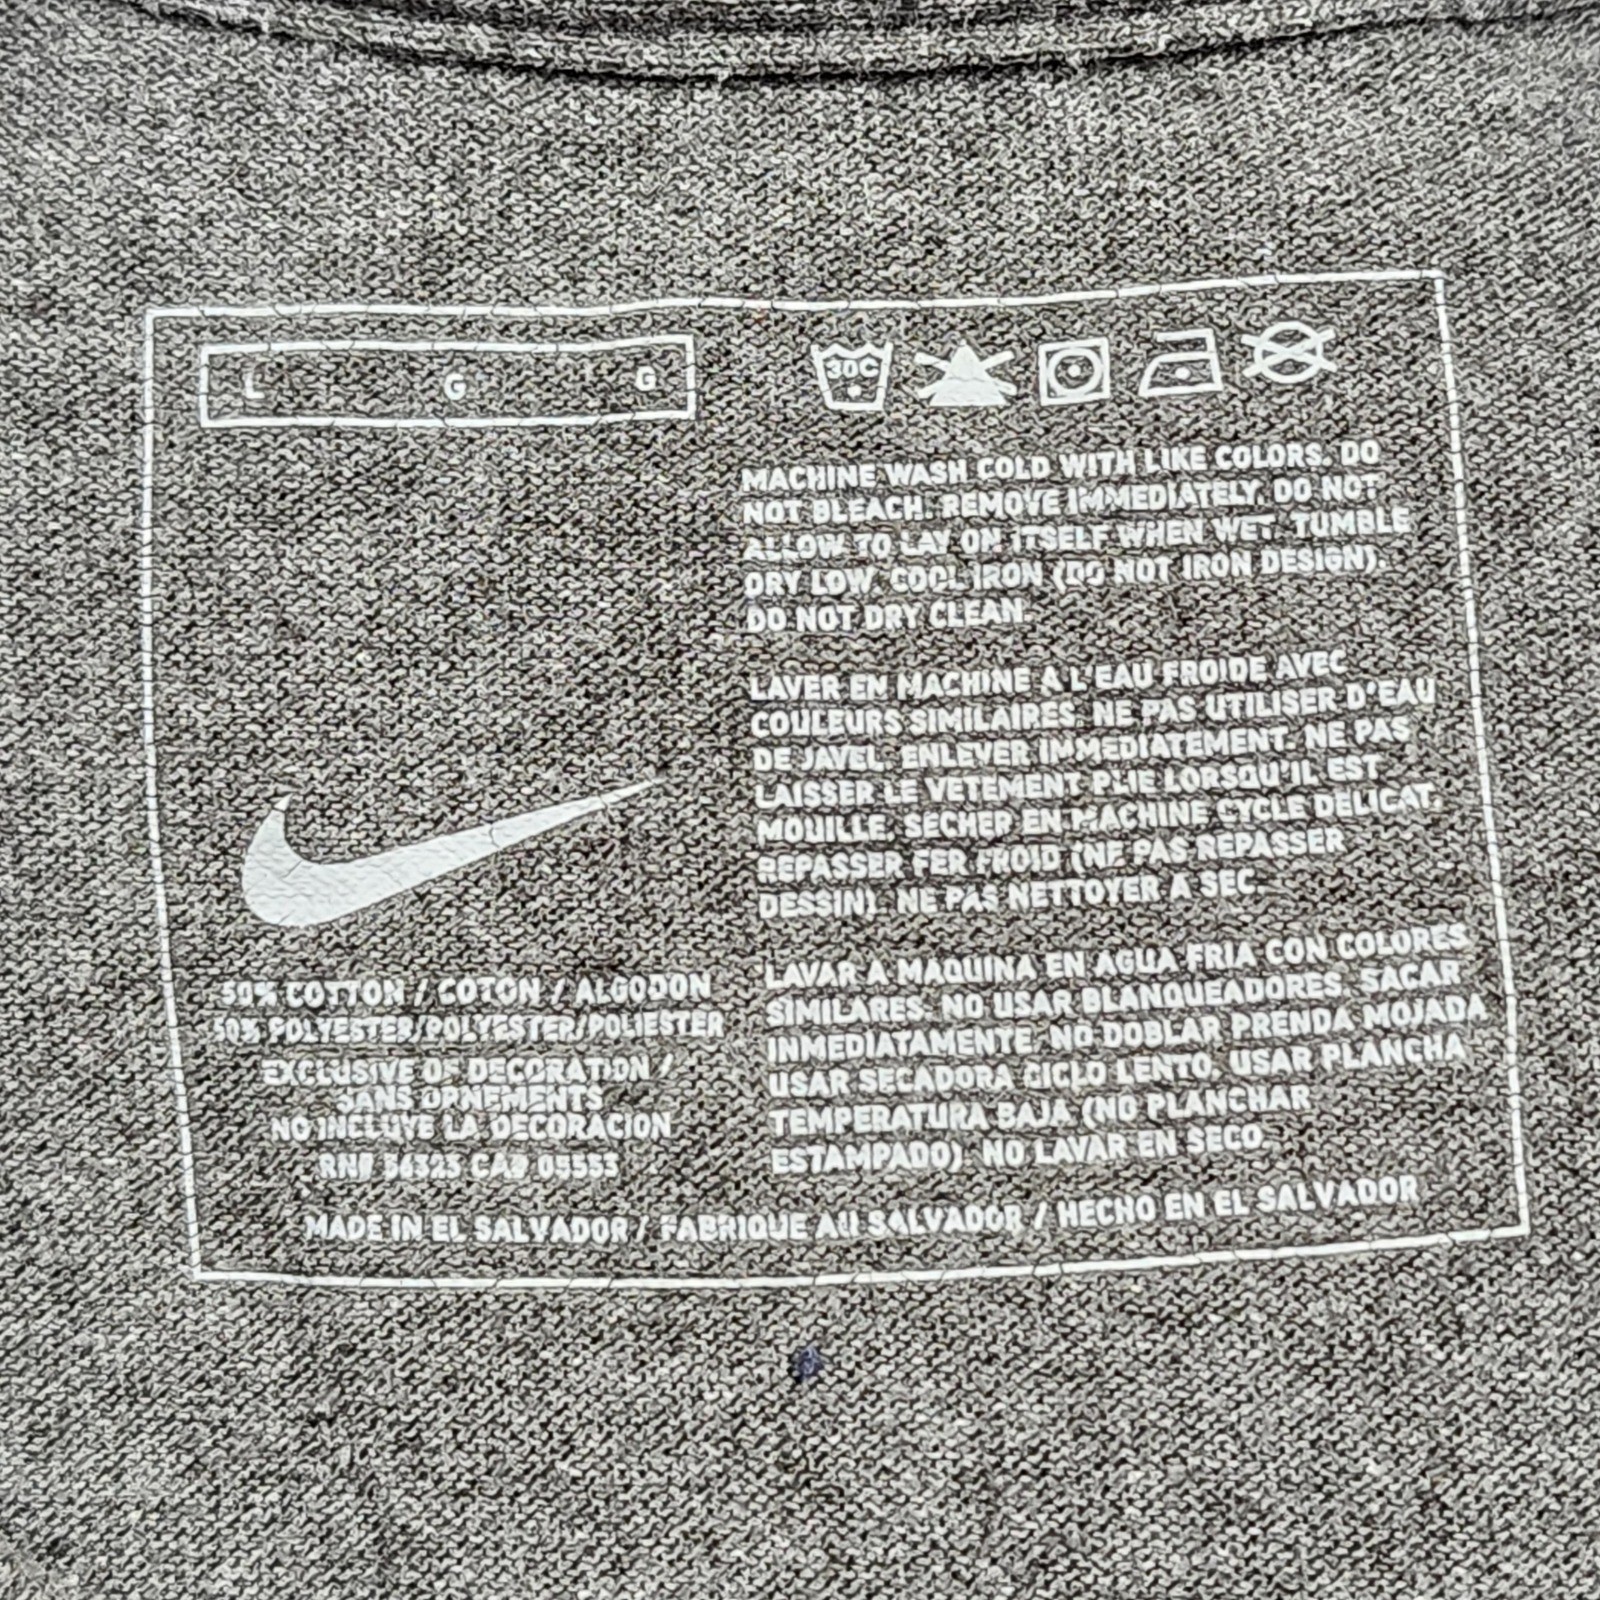 L G G
30C
MACHINE WASH COLD WITH LIKE COLORS. DO
NOT BLEACH. REMOVE IMMEDIATELY. DO NOT
ALLOW TO LAY ON ITSELF WHEN WET. TUMBLE
DRY LOW. COOL IRON (DO NOT IRON DESIGN).
DO NOT DRY CLEAN.
LAVER EN MACHINE A L'EAU FROIDE AVEC
COULEURS SIMILAIRES. NE PAS UTILISER D'EAU
DE JAVEL. ENLEVER IMMEDIATEMENT. NE PAS
LAISSER LE VETEMENT PLIE LORSQU'IL EST
MOUILLE. SECHER EN MACHINE CYCLE DELICAT.
REPASSER FER FROID (NE PAS REPASSER
DESSIN). NE PAS NETTOYER A SEC.
LAVAR A MAQUINA EN AGUA FRIA CON COLORES
SIMILARES. NO USAR BLANQUEADORES. SACAR
INMEDIATAMENTE. NO DOBLAR PRENDA MOJADA
USAR SECADORA CICLO LENTO. USAR PLANCHA
TEMPERATURA BAJA (NO PLANCHAR
ESTAMPADO). NO LAVAR EN SECO.
50% COTTON / COTON / ALGODON
50% POLYESTER/POLYESTER/POLIESTER
EXCLUSIVE OF DECORATION /
SANS ORNEMENTS
NO INCLUYE LA DECORACION
RN# 56323 CA# 05553
MADE IN EL SALVADOR / FABRIQUE AU SALVADOR / HECHO EN EL SALVADOR